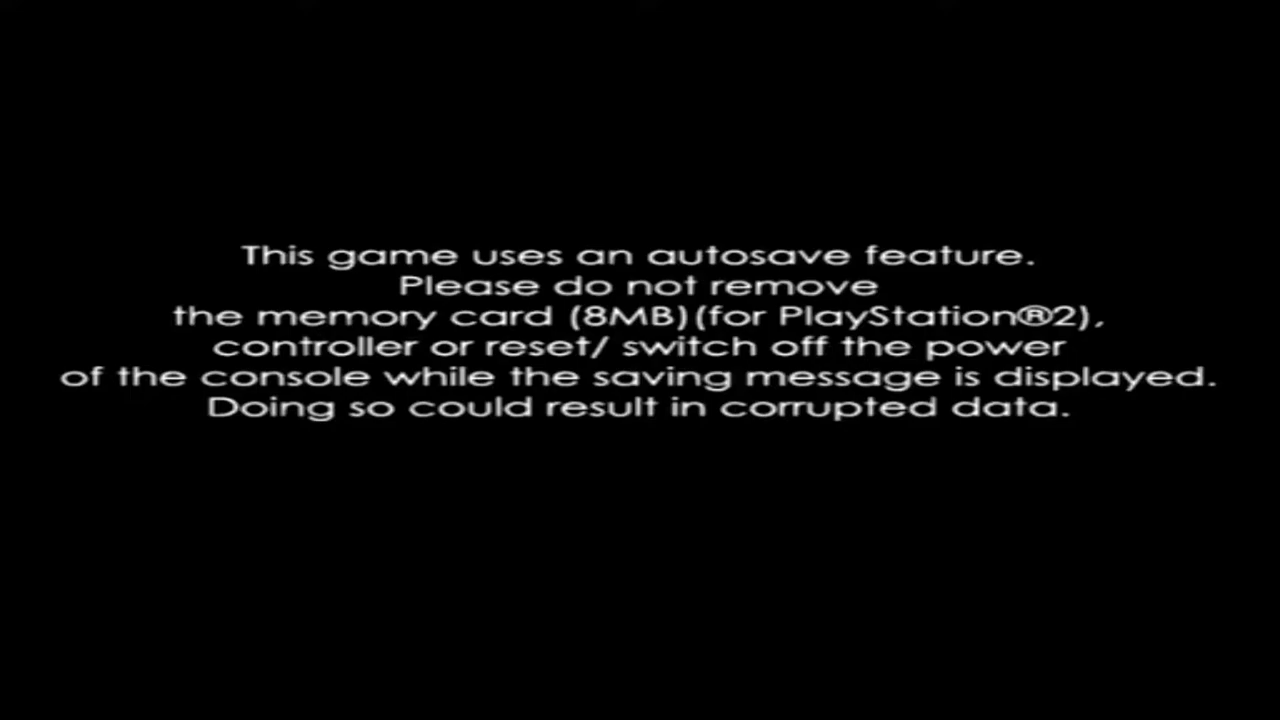 This game uses an autosave feature.
Please do not remove
the memory card (8MB)(for PlayStation®2),
controller or reset/ switch off the power
of the console while the saving message is displayed.
Doing so could result in corrupted data.